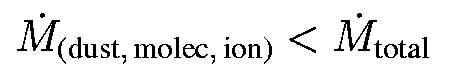 Ṁ(dust, molec, ion) < Ṁtotal